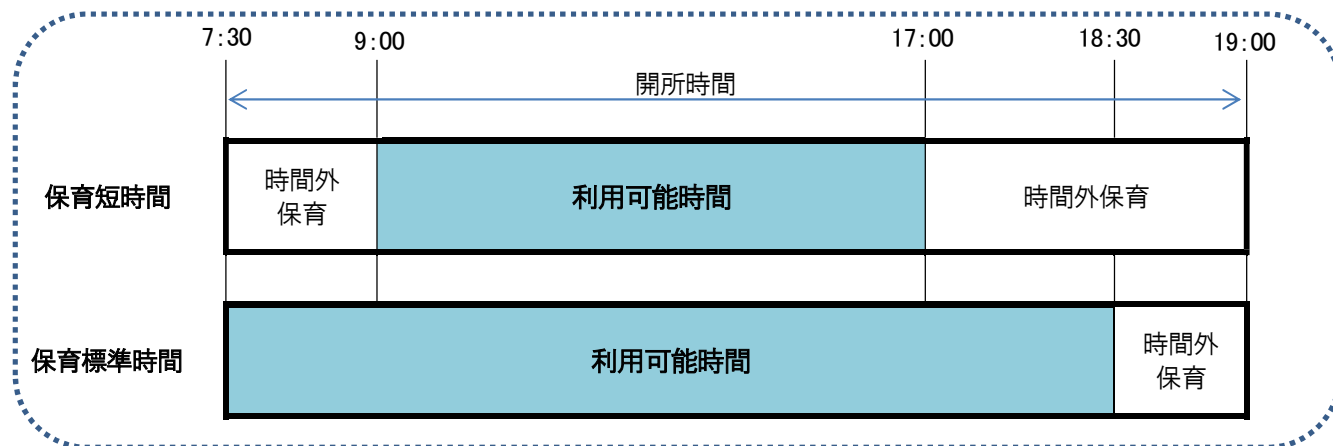 7:30
9:00
17:00
18:30
19:00
開所時間
保育短時間
時間外
保育
利用可能時間
時間外保育
保育標準時間
利用可能時間
時間外
保育